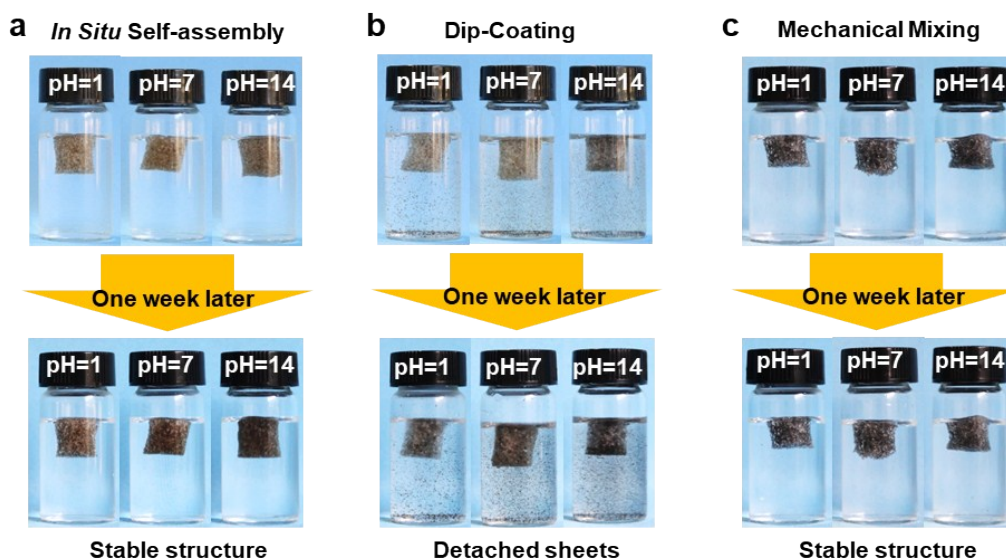 a In Situ Self-assembly
pH=1 pH=7 pH=14
One week later
pH=1 pH=7 pH=14
Stable structure
b Dip-Coating
pH=1 pH=7 pH=14
One week later
pH=1 pH=7 pH=14
Detached sheets
c Mechanical Mixing
pH=1 pH=7 pH=14
One week later
pH=1 pH=7 pH=14
Stable structure